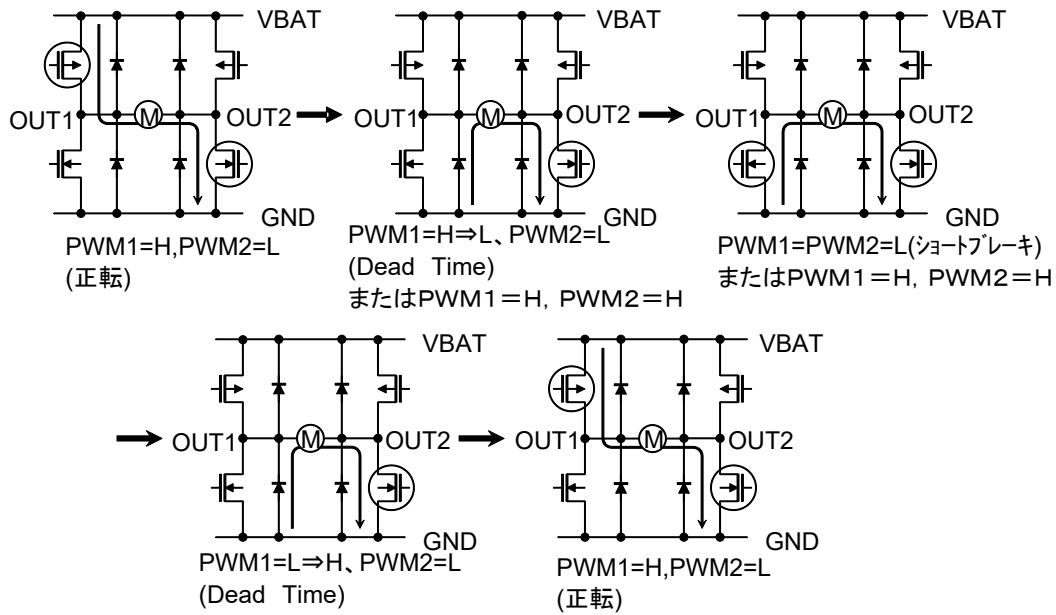 VBAT
M
OUT1
OUT2
GND
PWM1=H,PWM2=L
(正転)
VBAT
M
OUT1
OUT2
GND
PWM1=H⇒L、PWM2=L
(Dead Time)
またはPWM1=H, PWM2=H
VBAT
M
OUT1
OUT2
GND
PWM1=PWM2=L(ショートブレーキ)
またはPWM1=H, PWM2=H
VBAT
M
OUT1
OUT2
GND
PWM1=L⇒H、PWM2=L
(Dead Time)
VBAT
M
OUT1
OUT2
GND
PWM1=H,PWM2=L
(正転)